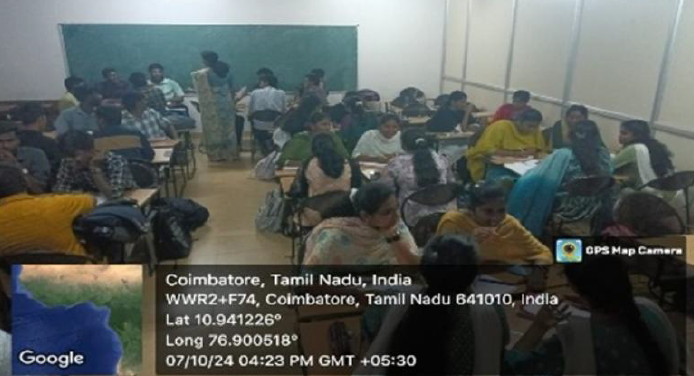 GPS Map Camera
Coimbatore, Tamil Nadu, India
WWR2+F74, Coimbatore, Tamil Nadu 641010, India
Lat 10.941226°
Long 76.900518°
07/10/24 04:23 PM GMT +05:30
Google